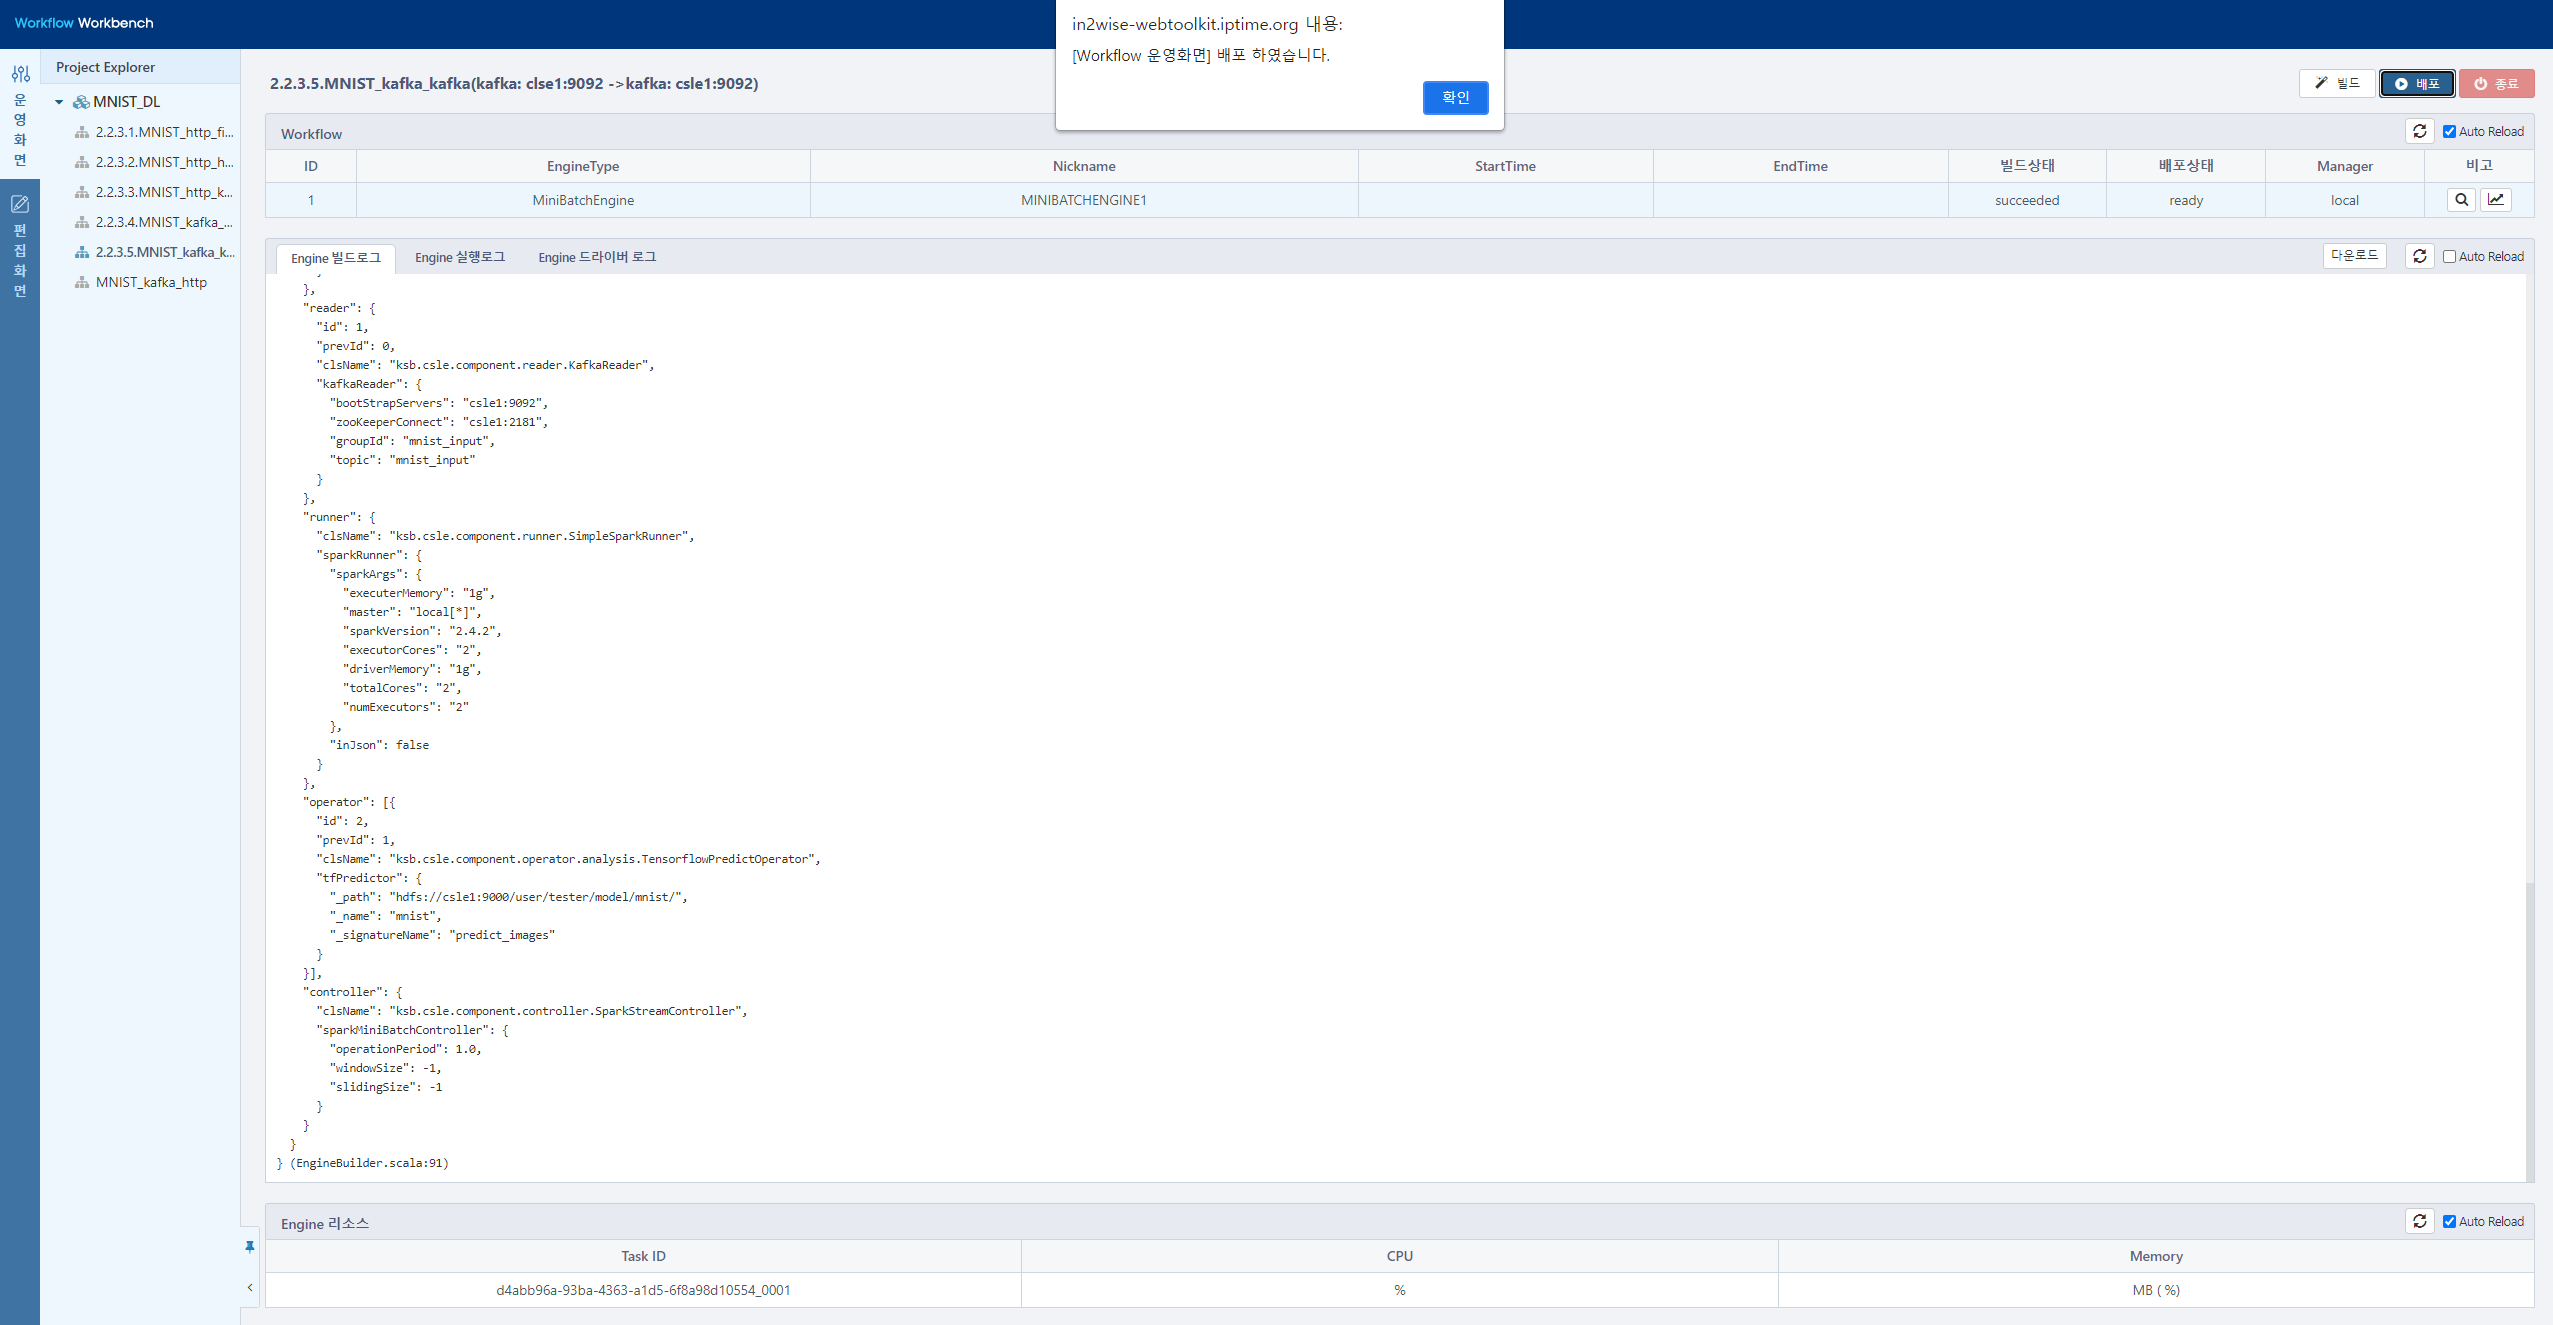 Workflow Workbench
in2wise-webtoolkit.iptime.org 내용:
[Workflow 운영화면] 배포 하였습니다.
확인
운영화면
편집화면
Project Explorer
MNIST_DL
2.2.3.1.MNIST_http_fi...
2.2.3.2.MNIST_http_h...
2.2.3.3.MNIST_http_k...
2.2.3.4.MNIST_kafka_...
2.2.3.5.MNIST_kafka_k...
MNIST_kafka_http
2.2.3.5.MNIST_kafka_kafka(kafka: clse1:9092 ->kafka: csle1:9092)
빌드 배포 종료
Workflow Auto Reload
ID EngineType Nickname StartTime EndTime 빌드상태 배포상태 Manager 비고
1 MiniBatchEngine MINIBATCHENGINE1 succeeded ready local
Engine 빌드로그 Engine 실행로그 Engine 드라이버 로그 다운로드 Auto Reload
},
"reader": {
"id": 1,
"prevId": 0,
"clsName": "ksb.csle.component.reader.KafkaReader",
"kafkaReader": {
"bootStrapServers": "csle1:9092",
"zooKeeperConnect": "csle1:2181",
"groupId": "mnist_input",
"topic": "mnist_input"
}
},
"runner": {
"clsName": "ksb.csle.component.runner.SimpleSparkRunner",
"sparkRunner": {
"sparkArgs": {
"executerMemory": "1g",
"master": "local[*]",
"sparkVersion": "2.4.2",
"executorCores": "2",
"driverMemory": "1g",
"totalCores": "2",
"numExecutors": "2"
},
"inJson": false
}
},
"operator": [{
"id": 2,
"prevId": 1,
"clsName": "ksb.csle.component.operator.analysis.TensorflowPredictOperator",
"tfPredictor": {
"_path": "hdfs://csle1:9000/user/tester/model/mnist/",
"_name": "mnist",
"_signatureName": "predict_images"
}
}],
"controller": {
"clsName": "ksb.csle.component.controller.SparkStreamController",
"sparkMiniBatchController": {
"operationPeriod": 1.0,
"windowSize": -1,
"slidingSize": -1
}
}
}
} (EngineBuilder.scala:91)
Engine 리소스 Auto Reload
Task ID CPU Memory
d4abb96a-93ba-4363-a1d5-6f8a98d10554_0001 % MB ( %)